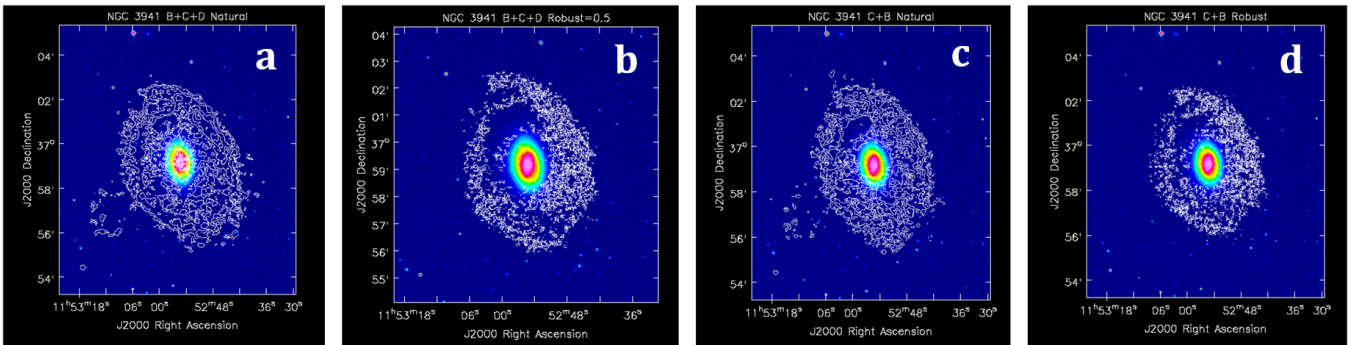 NGC 3941 B+C+D Natural
a
04'
02'
37°
58'
56'
54'
J2000 Declination
11ʰ53ᵐ18ˢ 06ˢ 00ˢ 52ᵐ48ˢ 36ˢ 30ˢ
J2000 Right Ascension
NGC 3941 B+C+D Robust=0.5
b
04'
03'
02'
01'
37°
59'
58'
57'
56'
55'
J2000 Declination
11ʰ53ᵐ18ˢ 06ˢ 00ˢ 52ᵐ48ˢ 36ˢ
J2000 Right Ascension
NGC 3941 C+B Natural
c
04'
02'
37°
58'
56'
54'
J2000 Declination
11ʰ53ᵐ18ˢ 06ˢ 00ˢ 52ᵐ48ˢ 36ˢ 30ˢ
J2000 Right Ascension
NGC 3941 C+B Robust
d
04'
02'
37°
58'
56'
54'
J2000 Declination
11ʰ53ᵐ18ˢ 06ˢ 00ˢ 52ᵐ48ˢ 36ˢ 30ˢ
J2000 Right Ascension